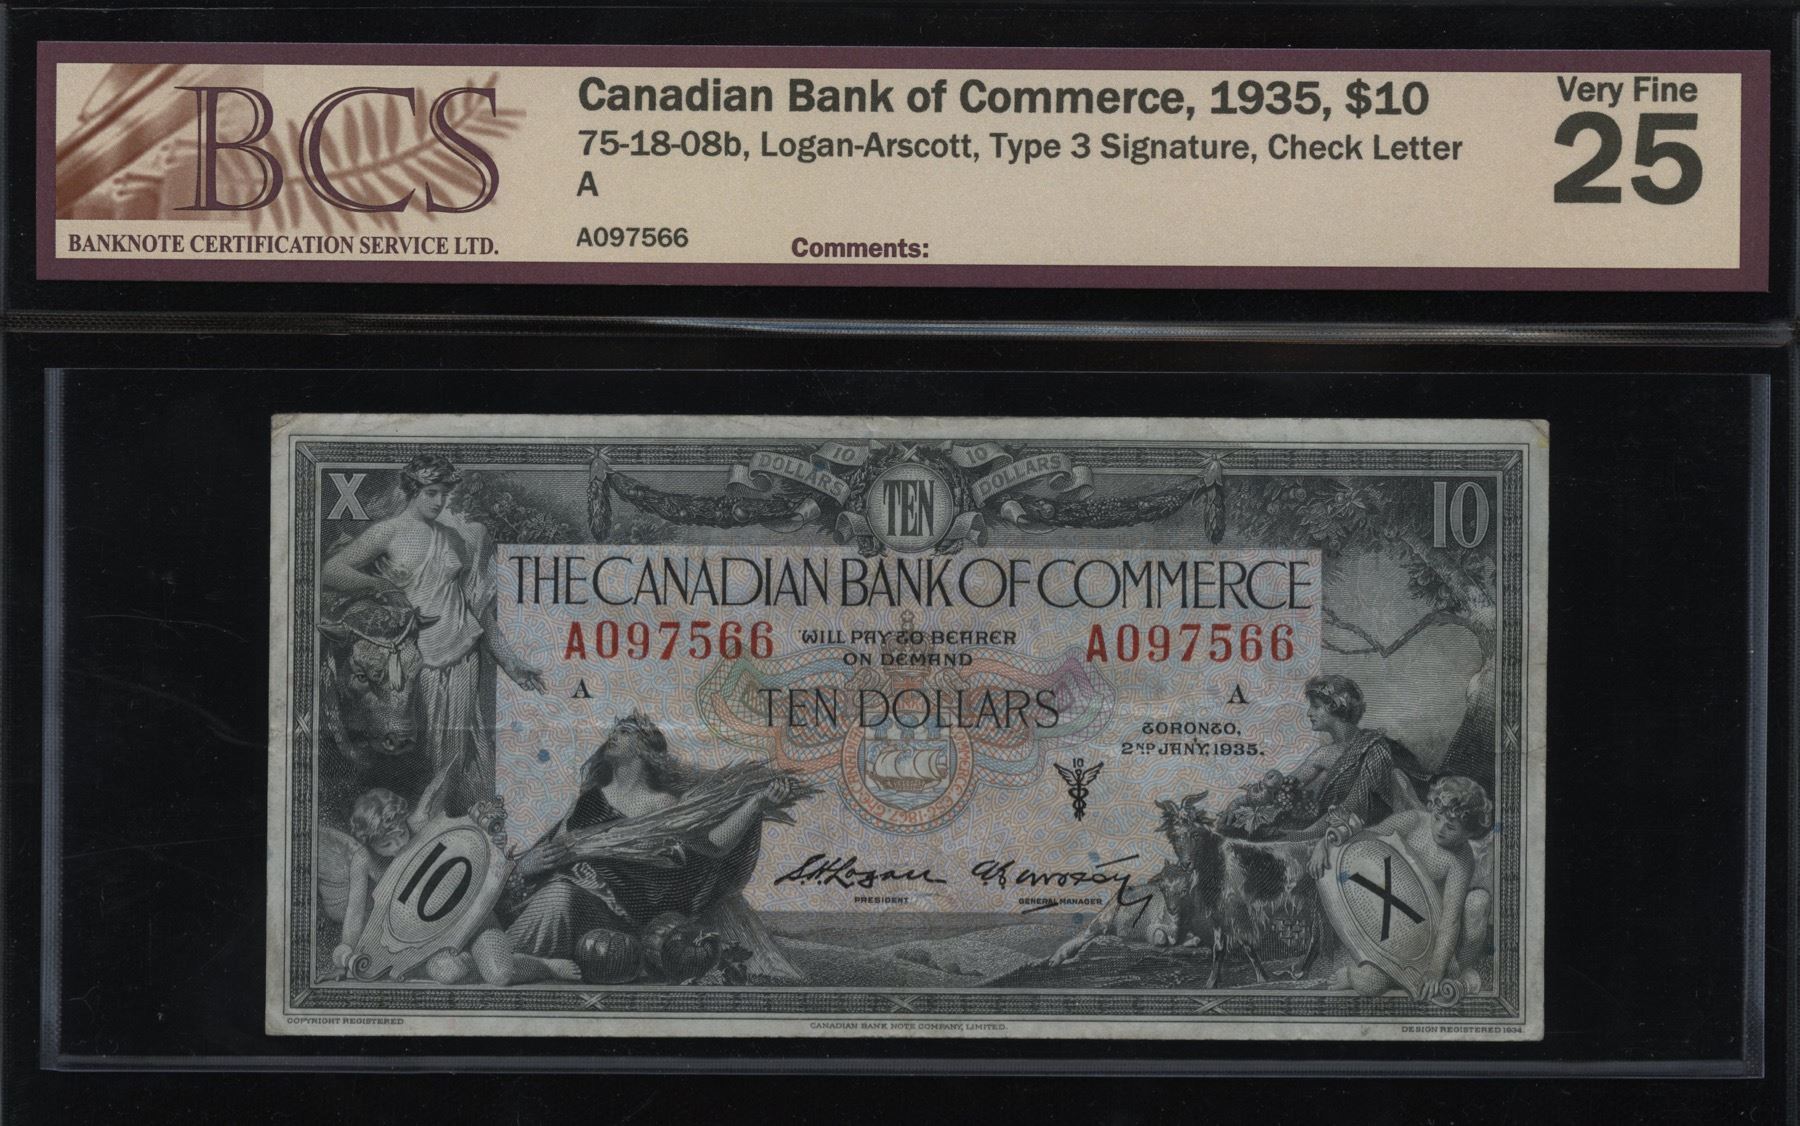 BCS
BANKNOTE CERTIFICATION SERVICE LTD.
Canadian Bank of Commerce, 1935, $10
75-18-08b, Logan-Arscott, Type 3 Signature, Check Letter
A
A097566
Comments:
Very Fine
25
X
DOLLARS 10
TEN
10 DOLLARS
10
THE CANADIAN BANK OF COMMERCE
A097566
WILL PAY TO BEARER
ON DEMAND
A097566
A
TEN DOLLARS
A
TORONTO,
2ND JAN'Y, 1935.
10
10
X
S.H. Logan
PRESIDENT
GENERAL MANAGER
COPYRIGHT REGISTERED
CANADIAN BANK NOTE COMPANY, LIMITED.
DESIGN REGISTERED 1934